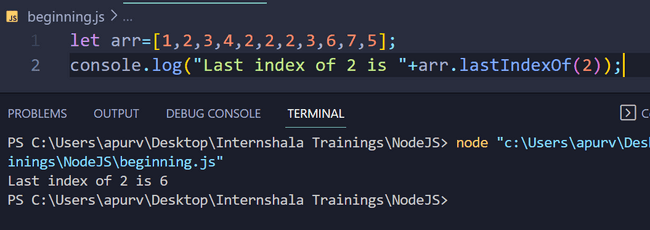 JS beginning.js > ...
1 let arr=[1,2,3,4,2,2,2,3,6,7,5];
2 console.log("Last index of 2 is "+arr.lastIndexOf(2));
PROBLEMS OUTPUT DEBUG CONSOLE TERMINAL
PS C:\Users\apurv\Desktop\Internshala Trainings\NodeJS> node "c:\Users\apurv\Des
inings\NodeJS\beginning.js"
Last index of 2 is 6
PS C:\Users\apurv\Desktop\Internshala Trainings\NodeJS>